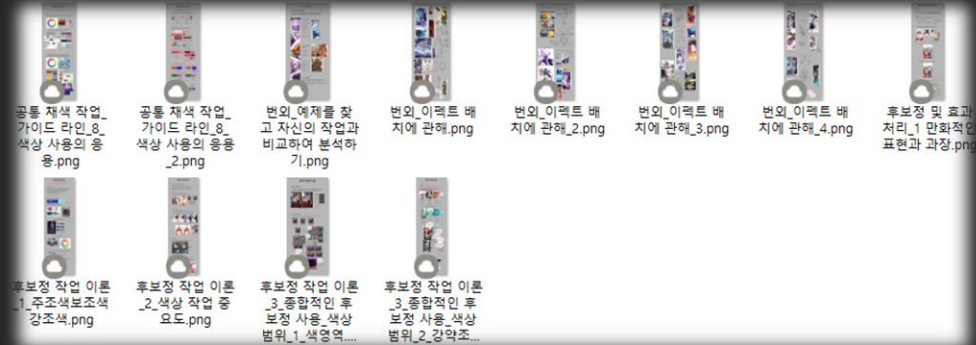 공통 채색 작업_
가이드 라인_8_
색상 사용의 응
용.png
공통 채색 작업_
가이드 라인_8_
색상 사용의 응용
_2.png
번외_예제를 찾
고 자신의 작업과
비교하여 분석하
기.png
번외_이펙트 배
치에 관해.png
번외_이펙트 배
치에 관해_2.png
번외_이펙트 배
치에 관해_3.png
번외_이펙트 배
치에 관해_4.png
후보정 및 효과
처리_1 만화적인
표현과 과장.png
후보정 작업 이론
_1_주조색보조색
강조색.png
후보정 작업 이론
_2_색상 작업 중
요도.png
후보정 작업 이론
_3_종합적인 후
보정 사용_색상
범위_1_색영역....
후보정 작업 이론
_3_종합적인 후
보정 사용_색상
범위_2_강약조...